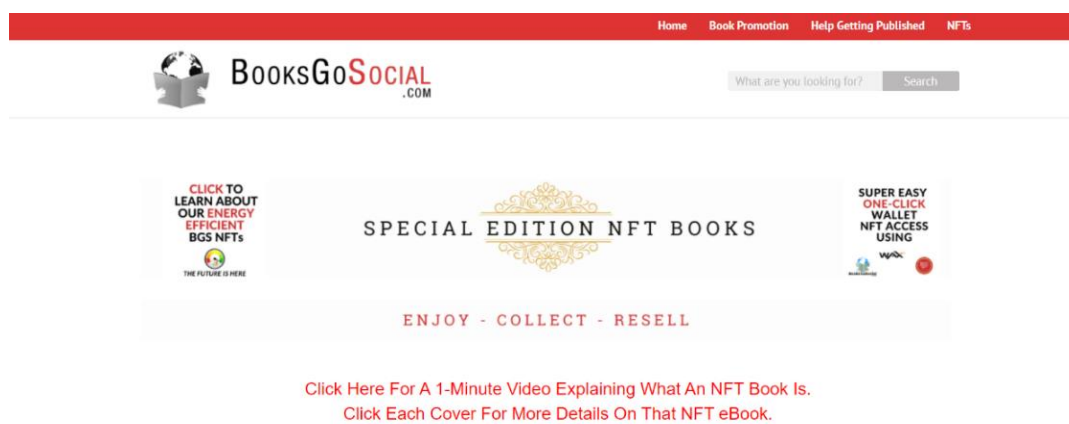 Home Book Promotion Help Getting Published NFTs
BooksGoSocial
.COM
What are you looking for? Search
CLICK TO
LEARN ABOUT
OUR ENERGY
EFFICIENT
BGS NFTs
THE FUTURE IS HERE
SPECIAL EDITION NFT BOOKS
SUPER EASY
ONE-CLICK
WALLET
NFT ACCESS
USING
WAX
ENJOY - COLLECT - RESELL
Click Here For A 1-Minute Video Explaining What An NFT Book Is.
Click Each Cover For More Details On That NFT eBook.